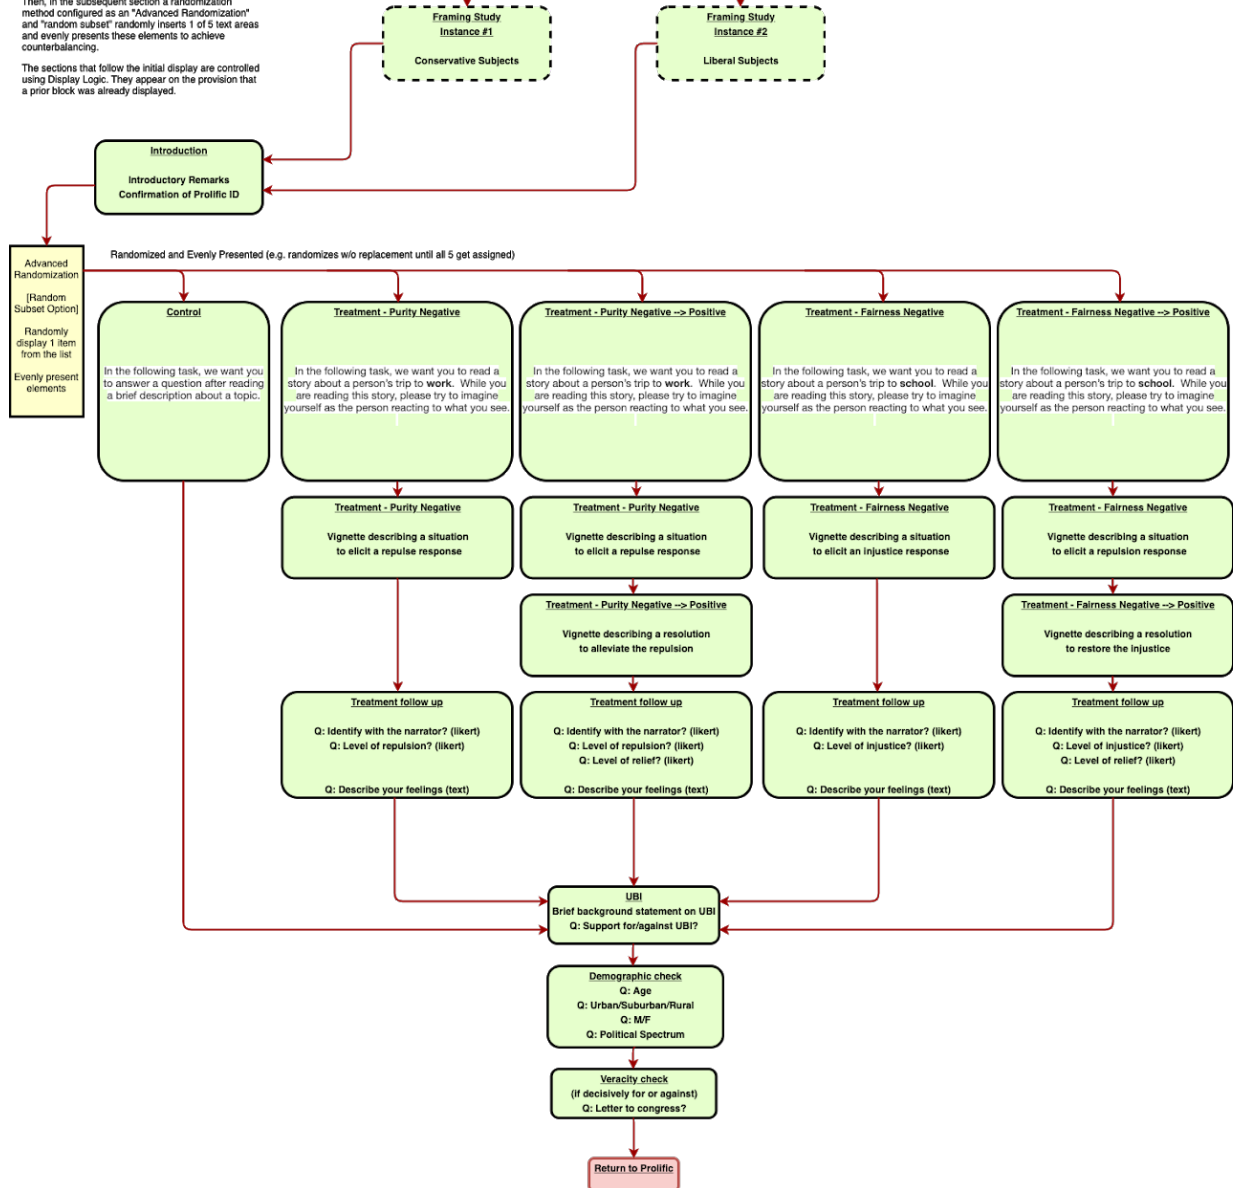 Then, in the subsequent section a randomization
method configured as an "Advanced Randomization"
and "random subset" randomly inserts 1 of 5 text areas
and evenly presents these elements to achieve
counterbalancing.
The sections that follow the initial display are controlled
using Display Logic. They appear on the provision that
a prior block was already displayed.
Framing Study
Instance #1
Conservative Subjects
Framing Study
Instance #2
Liberal Subjects
Introduction
Introductory Remarks
Confirmation of Prolific ID
Advanced
Randomization
[Random
Subset Option]
Randomly
display 1 item
from the list
Evenly present
elements
Randomized and Evenly Presented (e.g. randomizes w/o replacement until all 5 get assigned)
Control
In the following task, we want you
to answer a question after reading
a brief description about a topic.
Treatment - Purity Negative
In the following task, we want you to read a
story about a person's trip to work. While you
are reading this story, please try to imagine
yourself as the person reacting to what you see.
Treatment - Purity Negative --> Positive
In the following task, we want you to read a
story about a person's trip to work. While you
are reading this story, please try to imagine
yourself as the person reacting to what you see.
Treatment - Fairness Negative
In the following task, we want you to read a
story about a person's trip to school. While you
are reading this story, please try to imagine
yourself as the person reacting to what you see.
Treatment - Fairness Negative --> Positive
In the following task, we want you to read a
story about a person's trip to school. While you
are reading this story, please try to imagine
yourself as the person reacting to what you see.
Treatment - Purity Negative
Vignette describing a situation
to elicit a repulse response
Treatment - Purity Negative
Vignette describing a situation
to elicit a repulse response
Treatment - Fairness Negative
Vignette describing a situation
to elicit an injustice response
Treatment - Fairness Negative
Vignette describing a situation
to elicit a repulsion response
Treatment - Purity Negative --> Positive
Vignette describing a resolution
to alleviate the repulsion
Treatment - Fairness Negative --> Positive
Vignette describing a resolution
to restore the injustice
Treatment follow up
Q: Identify with the narrator? (likert)
Q: Level of repulsion? (likert)
Q: Describe your feelings (text)
Treatment follow up
Q: Identify with the narrator? (likert)
Q: Level of repulsion? (likert)
Q: Level of relief? (likert)
Q: Describe your feelings (text)
Treatment follow up
Q: Identify with the narrator? (likert)
Q: Level of injustice? (likert)
Q: Describe your feelings (text)
Treatment follow up
Q: Identify with the narrator? (likert)
Q: Level of injustice? (likert)
Q: Level of relief? (likert)
Q: Describe your feelings (text)
UBI
Brief background statement on UBI
Q: Support for/against UBI?
Demographic check
Q: Age
Q: Urban/Suburban/Rural
Q: M/F
Q: Political Spectrum
Veracity check
(if decisively for or against)
Q: Letter to congress?
Return to Prolific